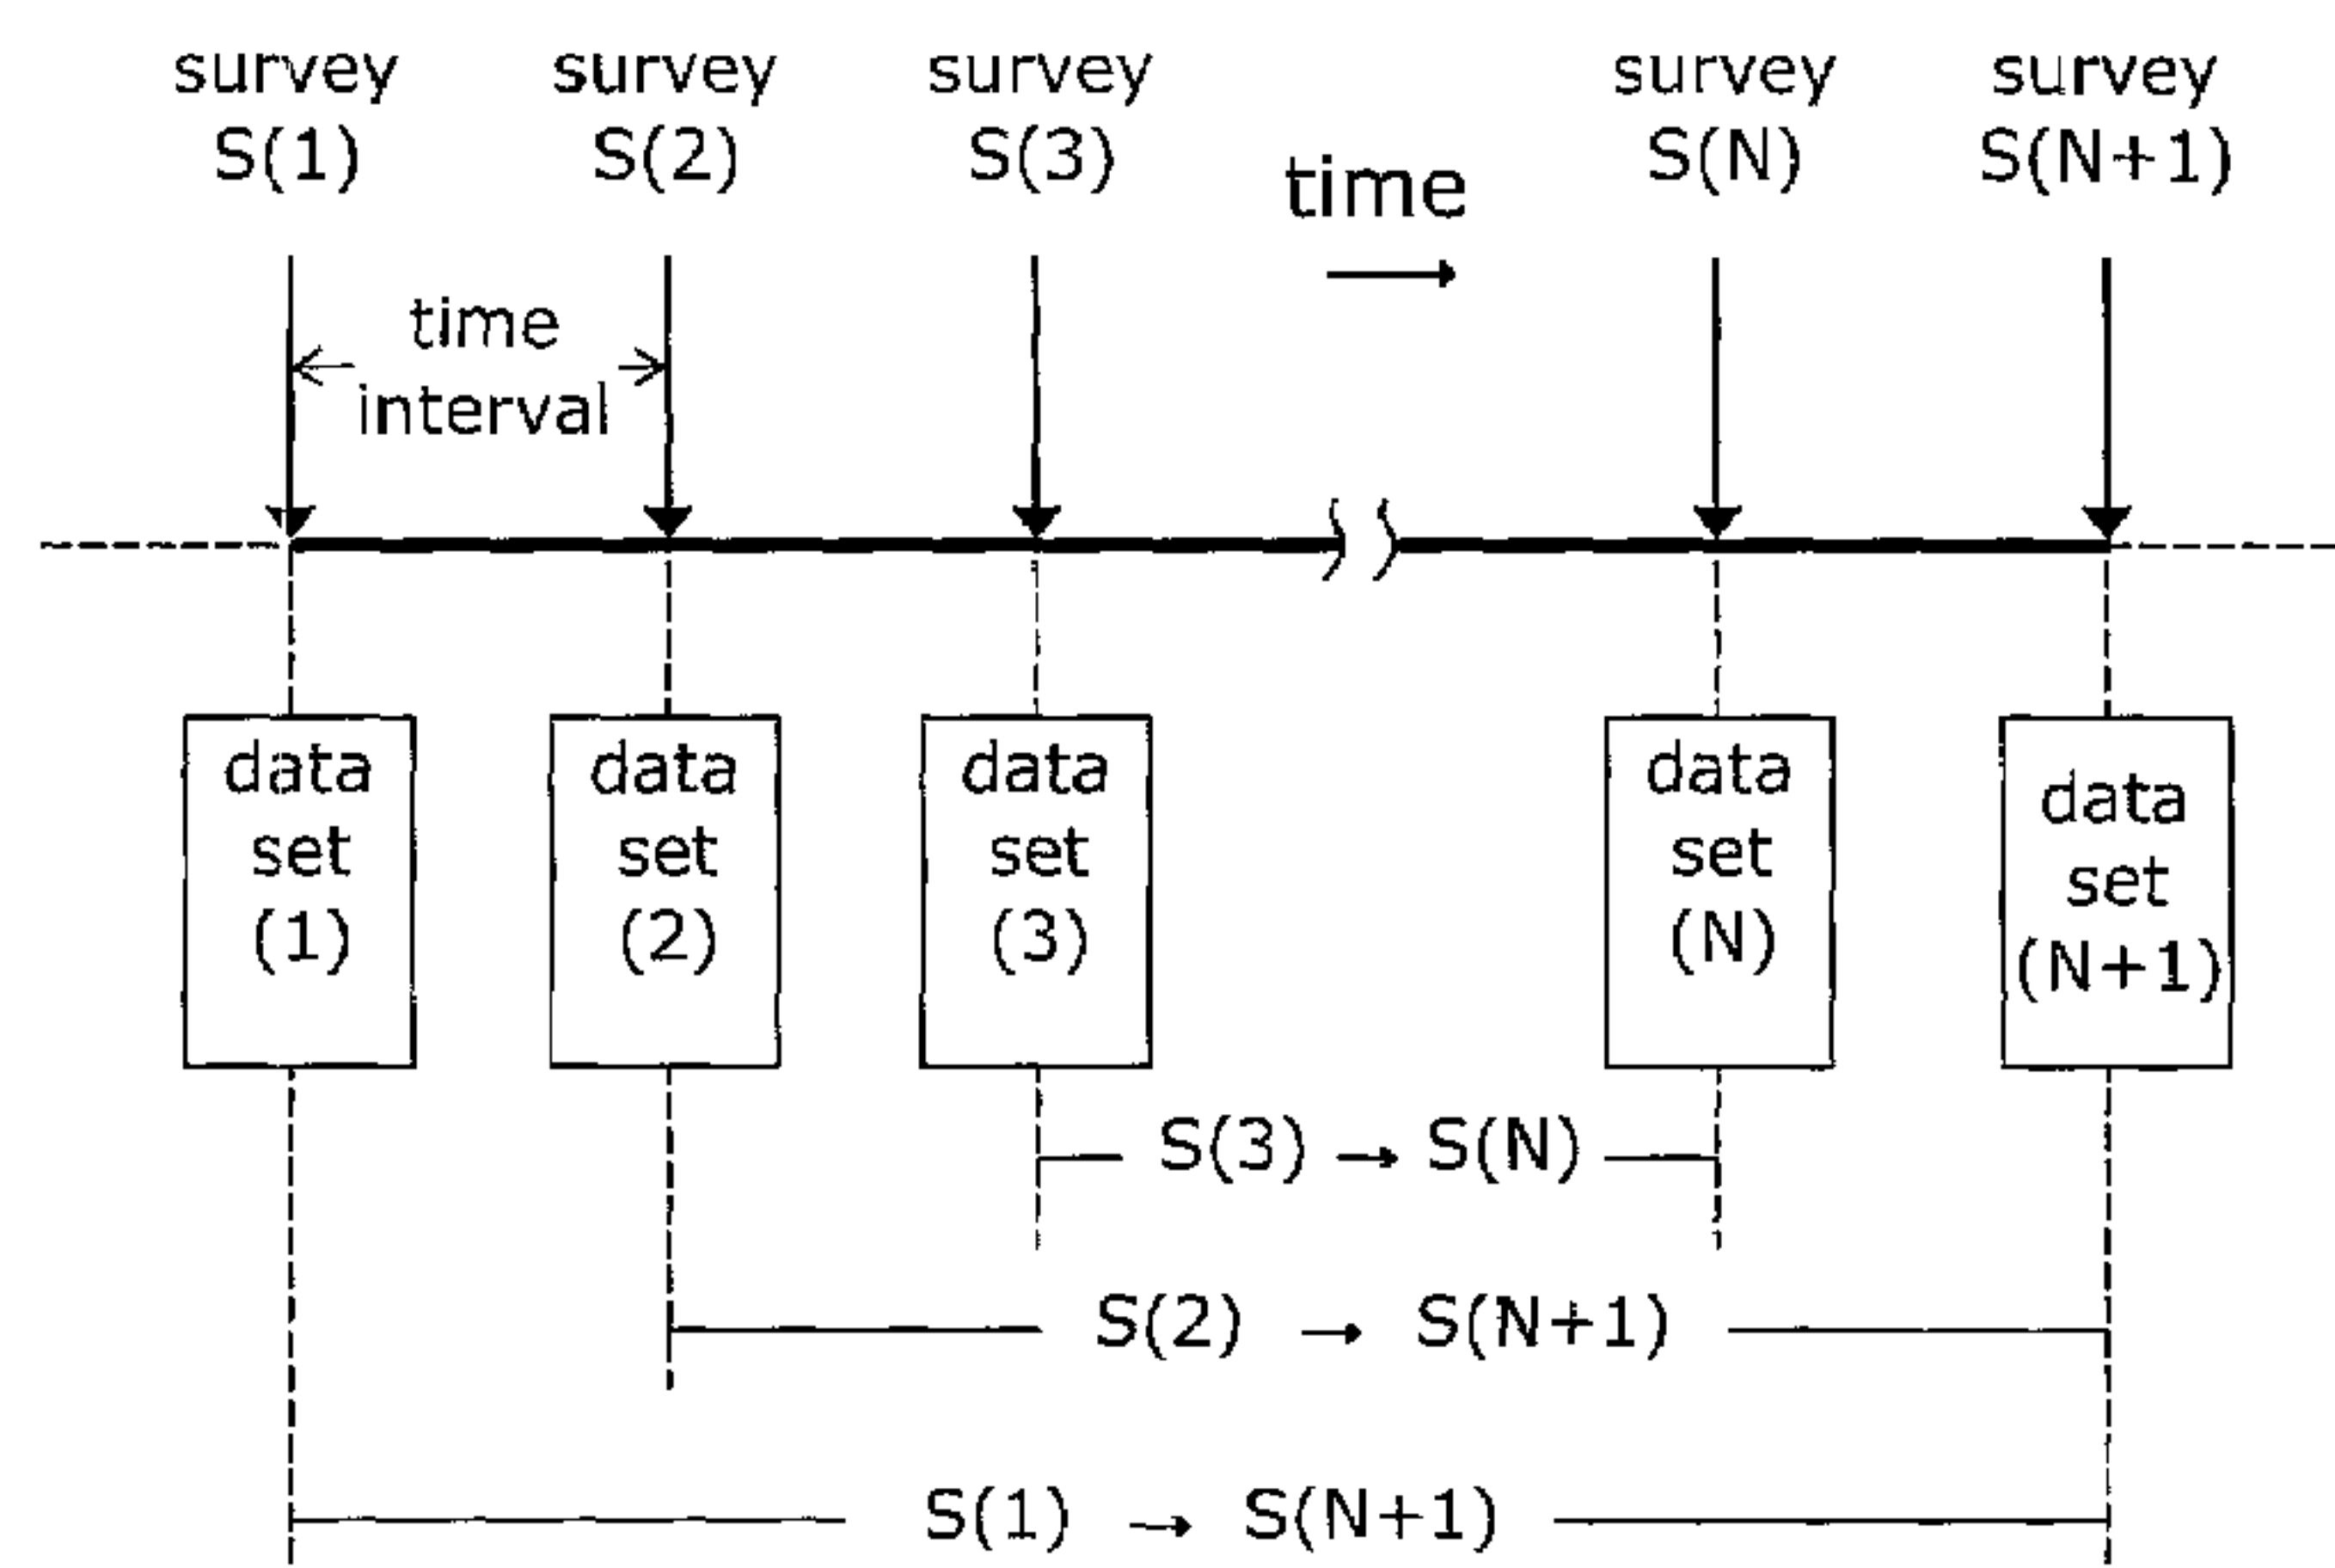 survey
S(1)
survey
S(2)
survey
S(3)
time
survey
S(N)
survey
S(N+1)
time
interval
data
set
(1)
data
set
(2)
data
set
(3)
data
set
(N)
data
set
(N+1)
S(3) → S(N)
S(2) → S(N+1)
S(1) → S(N+1)